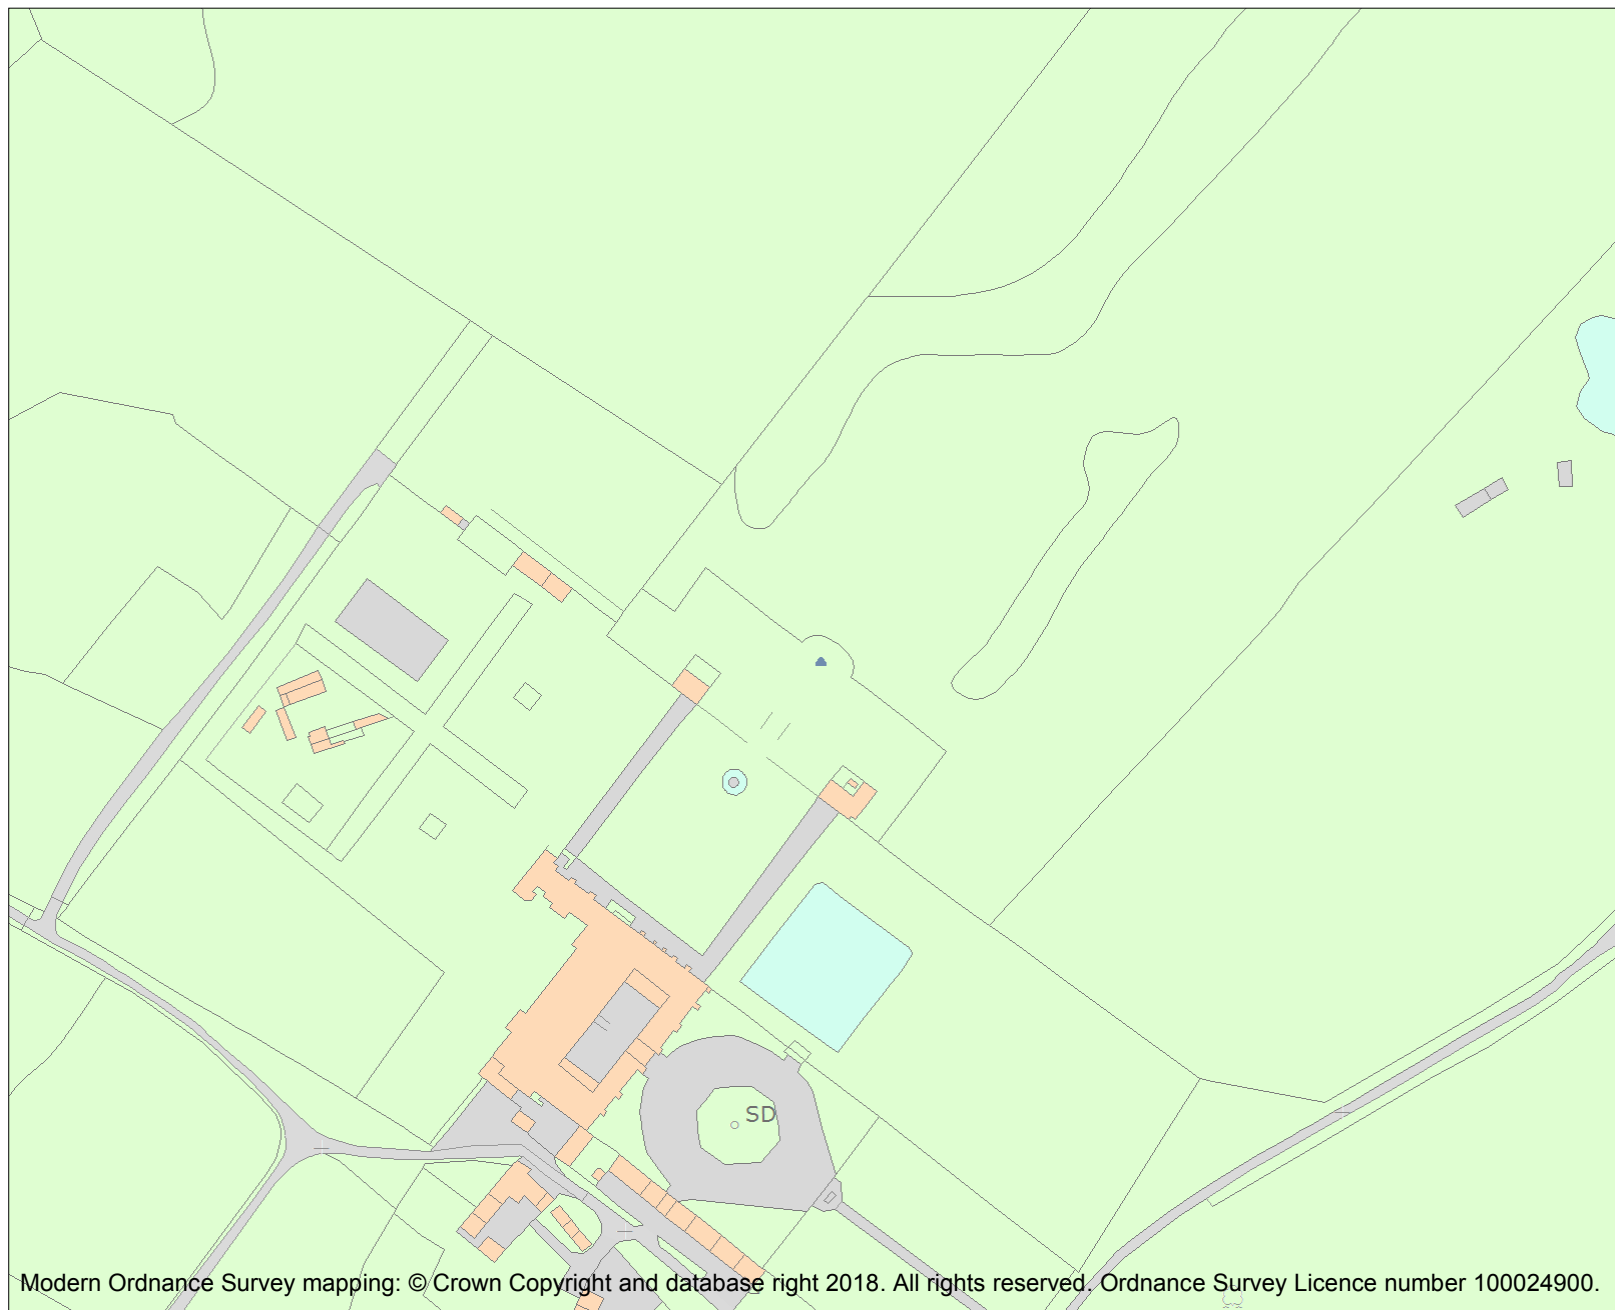 SD
Modern Ordnance Survey mapping: © Crown Copyright and database right 2018. All rights reserved. Ordnance Survey Licence number 100024900.